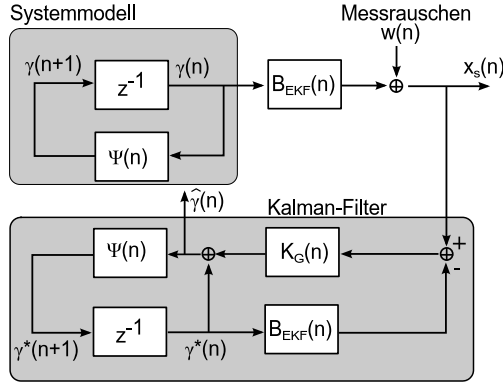 Systemmodell
Messrauschen
w(n)
γ(n+1)
z⁻¹
γ(n)
B_EKF(n)
x_s(n)
Ψ(n)
γ̂(n)
Kalman-Filter
Ψ(n)
K_G(n)
+
-
γ*(n+1)
z⁻¹
γ*(n)
B_EKF(n)